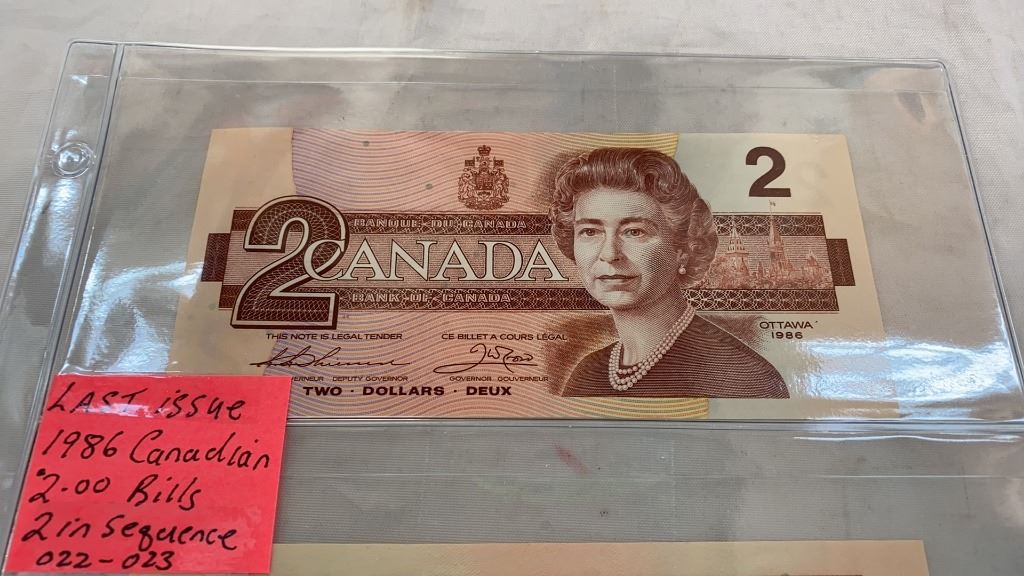 2
BANQUE · DU · CANADA
2 CANADA
BANK · OF · CANADA
THIS NOTE IS LEGAL TENDER CE BILLET A COURS LÉGAL
OTTAWA
1986
DEPUTY GOVERNOR GOVERNOR GOUVERNEUR
TWO · DOLLARS · DEUX
LAST issue
1986 Canadian
2.00 Bills
2 in Sequence
022-023